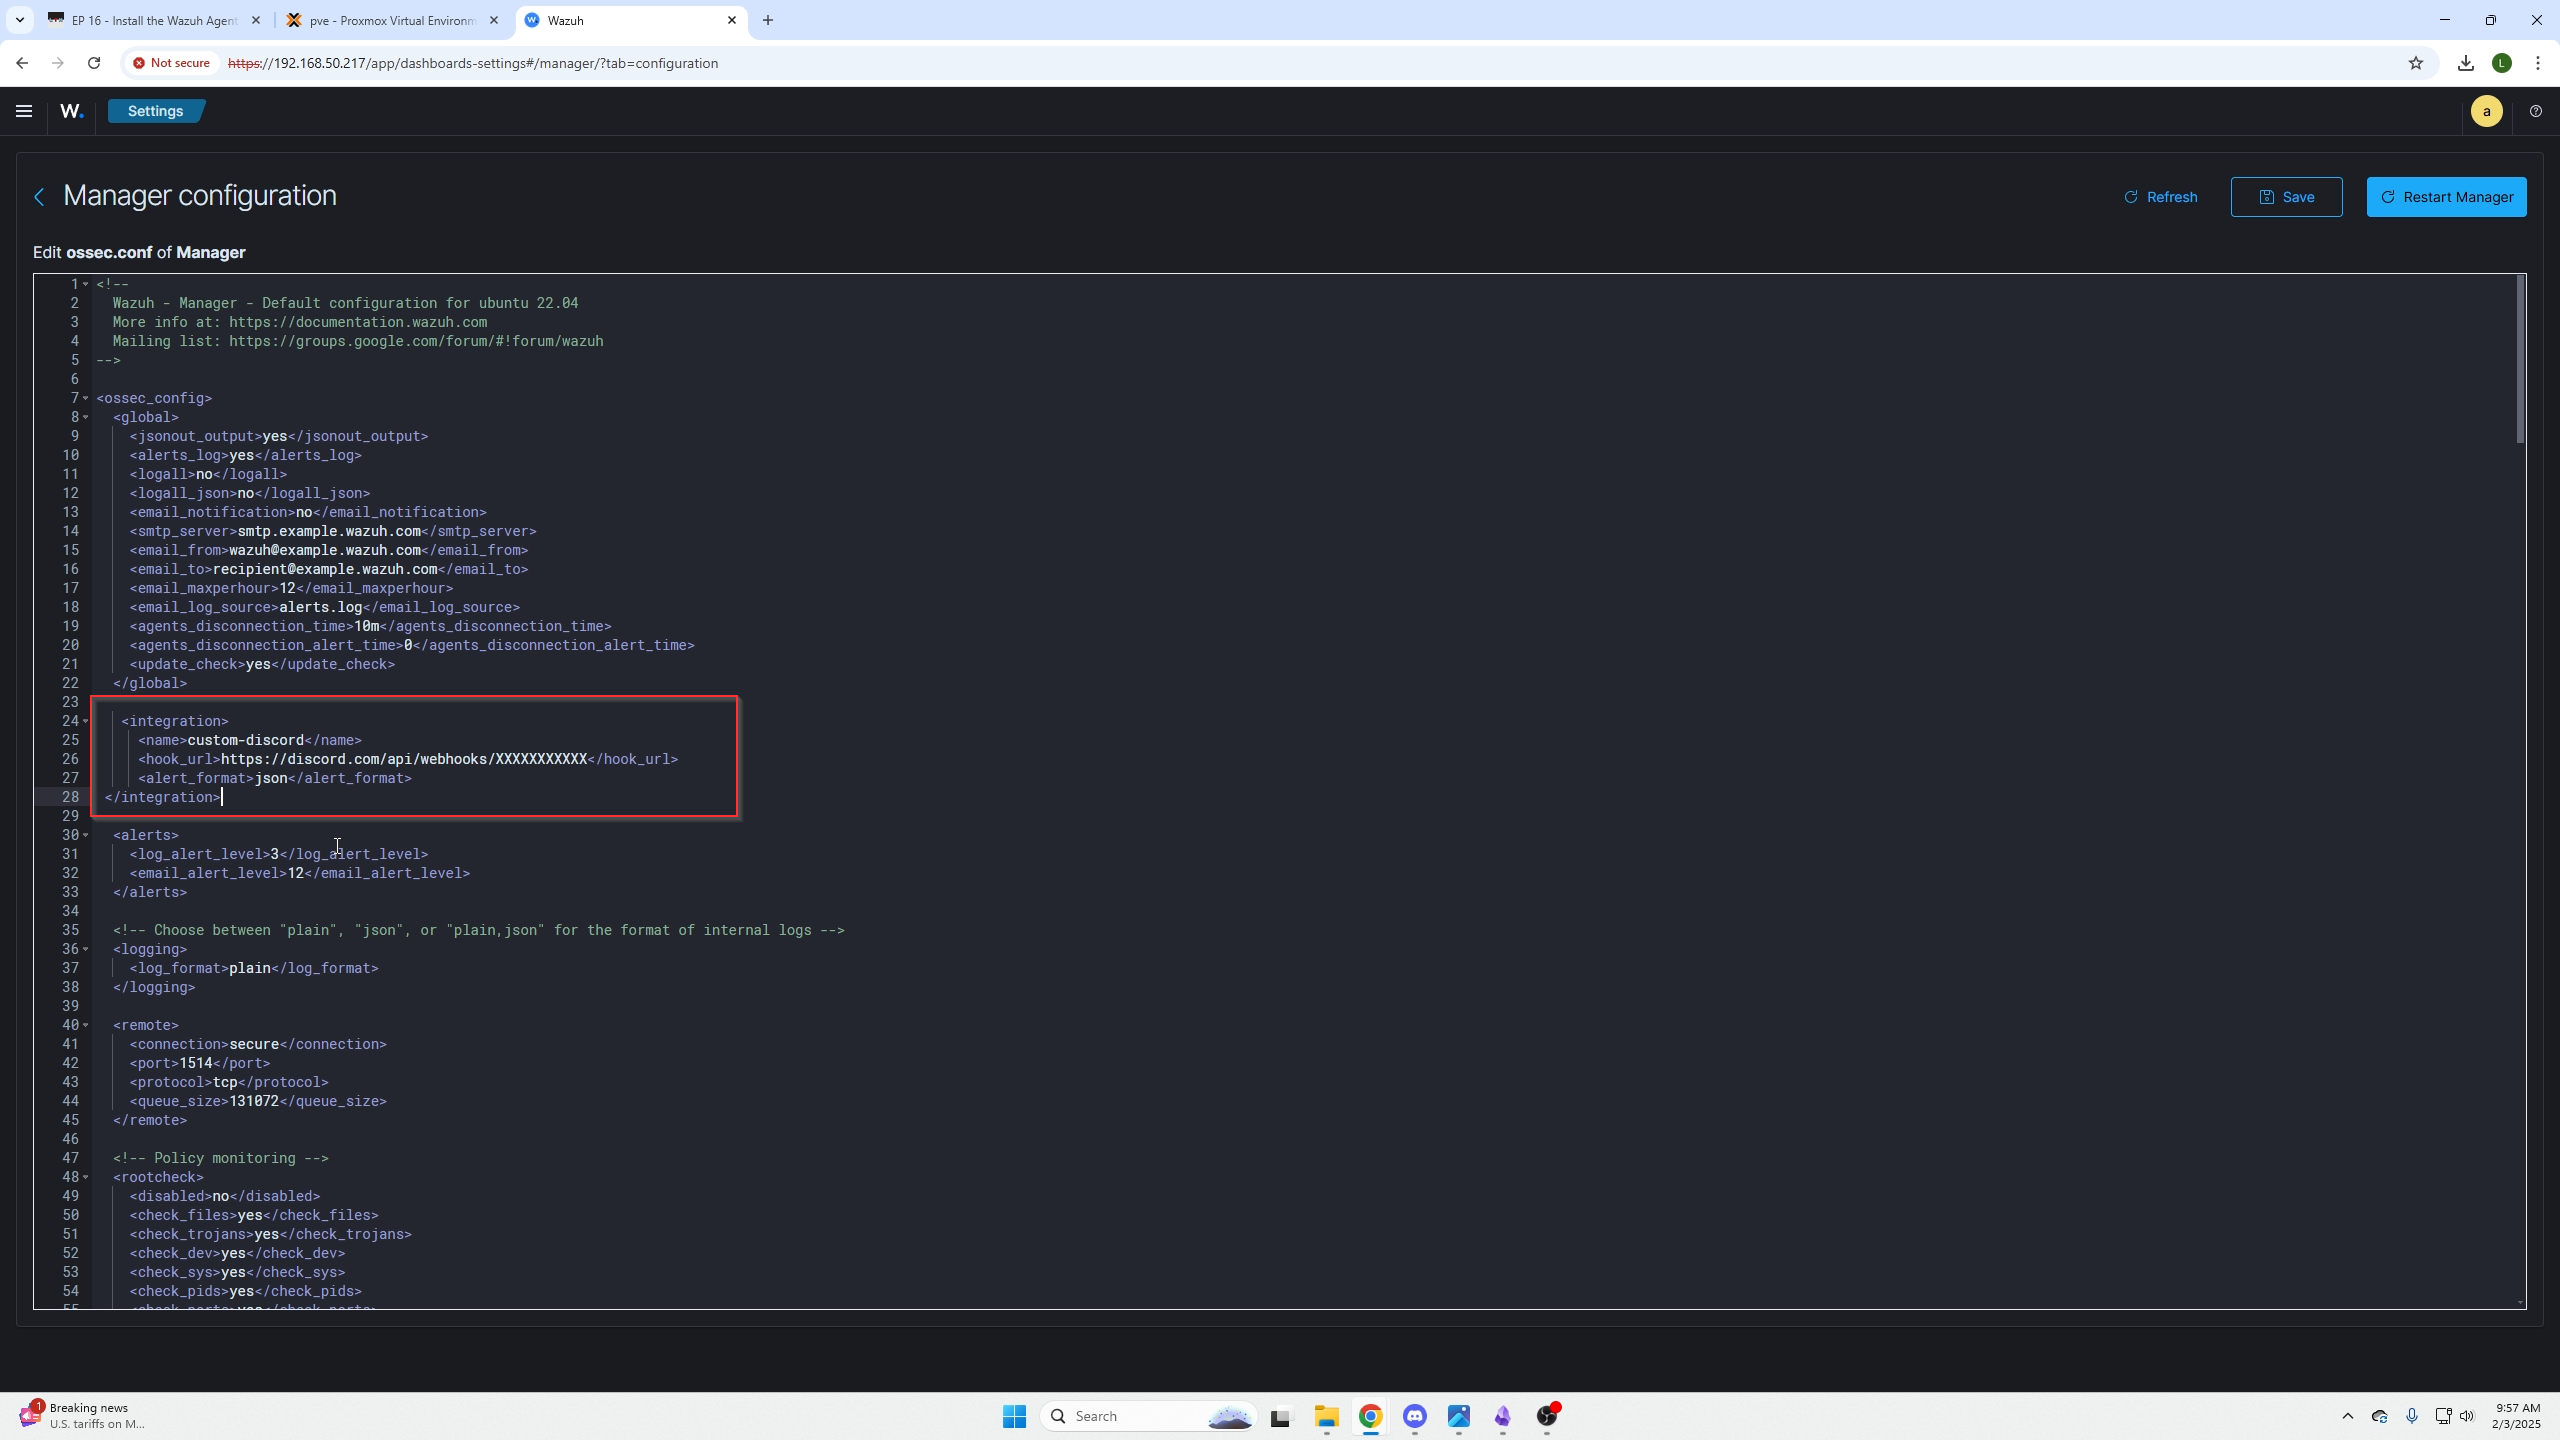 EP 16 - Install the Wazuh Agent
pve - Proxmox Virtual Environm
Wazuh
Not secure
https://192.168.50.217/app/dashboards-settings#/manager/?tab=configuration
L
W.
Settings
a
Manager configuration
Refresh
Save
Restart Manager
Edit ossec.conf of Manager
1 <!--
2 Wazuh - Manager - Default configuration for ubuntu 22.04
3 More info at: https://documentation.wazuh.com
4 Mailing list: https://groups.google.com/forum/#!forum/wazuh
5 -->
6
7 <ossec_config>
8 <global>
9 <jsonout_output>yes</jsonout_output>
10 <alerts_log>yes</alerts_log>
11 <logall>no</logall>
12 <logall_json>no</logall_json>
13 <email_notification>no</email_notification>
14 <smtp_server>smtp.example.wazuh.com</smtp_server>
15 <email_from>wazuh@example.wazuh.com</email_from>
16 <email_to>recipient@example.wazuh.com</email_to>
17 <email_maxperhour>12</email_maxperhour>
18 <email_log_source>alerts.log</email_log_source>
19 <agents_disconnection_time>10m</agents_disconnection_time>
20 <agents_disconnection_alert_time>0</agents_disconnection_alert_time>
21 <update_check>yes</update_check>
22 </global>
23
24 <integration>
25 <name>custom-discord</name>
26 <hook_url>https://discord.com/api/webhooks/XXXXXXXXXXX</hook_url>
27 <alert_format>json</alert_format>
28 </integration>
29
30 <alerts>
31 <log_alert_level>3</log_alert_level>
32 <email_alert_level>12</email_alert_level>
33 </alerts>
34
35 <!-- Choose between "plain", "json", or "plain,json" for the format of internal logs -->
36 <logging>
37 <log_format>plain</log_format>
38 </logging>
39
40 <remote>
41 <connection>secure</connection>
42 <port>1514</port>
43 <protocol>tcp</protocol>
44 <queue_size>131072</queue_size>
45 </remote>
46
47 <!-- Policy monitoring -->
48 <rootcheck>
49 <disabled>no</disabled>
50 <check_files>yes</check_files>
51 <check_trojans>yes</check_trojans>
52 <check_dev>yes</check_dev>
53 <check_sys>yes</check_sys>
54 <check_pids>yes</check_pids>
55 <check_ports>yes</check_ports>
1
Breaking news
U.S. tariffs on M...
Search
9:57 AM
2/3/2025